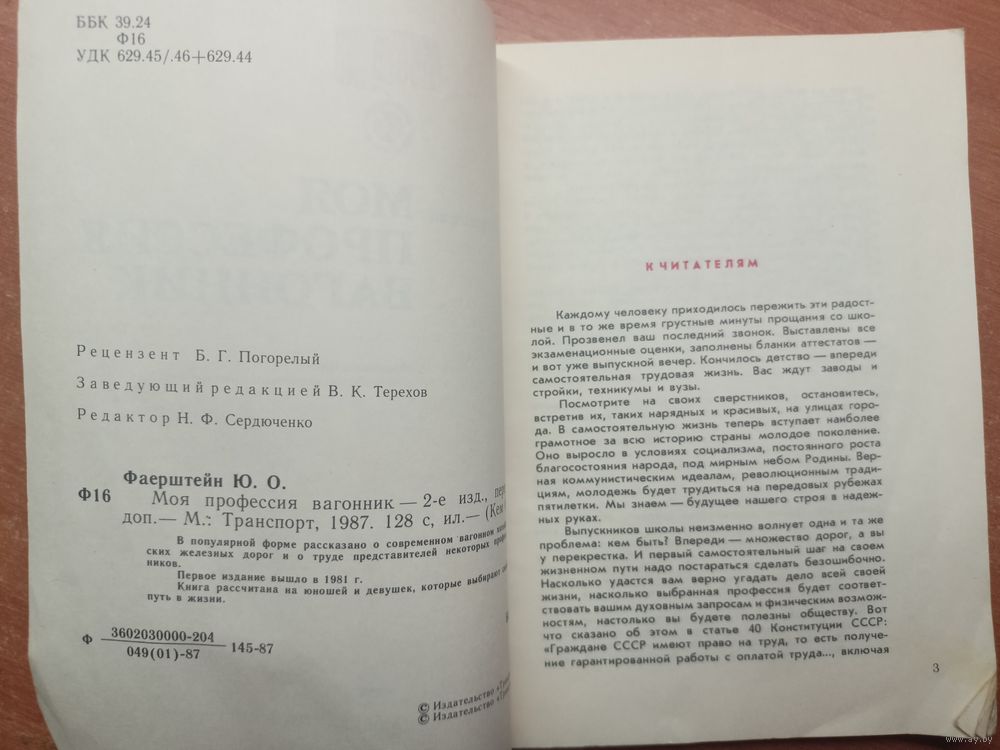 ББК 39.24
Ф16
УДК 629.45/.46+629.44
Рецензент Б. Г. Погорелый
Заведующий редакцией В. К. Терехов
Редактор Н. Ф. Сердюченко
Фаерштейн Ю. О.
Ф16 Моя профессия вагонник — 2-е изд.,
доп.— М.: Транспорт, 1987. 128 с, ил.—
В популярной форме рассказано о современном вагонном
ских железных дорог и о труде представителей некоторых
ников.
Первое издание вышло в 1981 г.
Книга рассчитана на юношей и девушек, которые выбирают
путь в жизни.
Ф 3602030000-204 145-87
049(01)-87
© Издательство
© Издательство
К ЧИТАТЕЛЯМ
Каждому человеку приходилось пережить эти радост-
ные и в то же время грустные минуты прощания со шко-
лой. Прозвенел ваш последний звонок. Выставлены все
экзаменационные оценки, заполнены бланки аттестатов —
и вот уже выпускной вечер. Кончилось детство — впереди
самостоятельная трудовая жизнь. Вас ждут заводы и
стройки, техникумы и вузы.
Посмотрите на своих сверстников, остановитесь,
встретив их, таких нарядных и красивых, на улицах горо-
да. В самостоятельную жизнь теперь вступает наиболее
грамотное за всю историю страны молодое поколение.
Оно выросло в условиях социализма, постоянного роста
благосостояния народа, под мирным небом Родины. Вер-
ная коммунистическим идеалам, революционным тради-
циям, молодежь будет трудиться на передовых рубежах
пятилетки. Мы знаем — будущее нашего строя в надеж-
ных руках.
Выпускников школы неизменно волнует одна и та же
проблема: кем быть? Впереди — множество дорог, а вы
у перекрестка. И первый самостоятельный шаг на своем
жизненном пути надо постараться сделать безошибочно.
Насколько удастся вам верно угадать дело всей своей
жизни, насколько выбранная профессия будет соответ-
ствовать вашим духовным запросам и физическим возмож-
ностям, настолько вы будете полезны обществу. Вот
что сказано об этом в статье 40 Конституции СССР:
«Граждане СССР имеют право на труд, то есть получе-
ние гарантированной работы с оплатой труда..., включая
3
www.ay.by